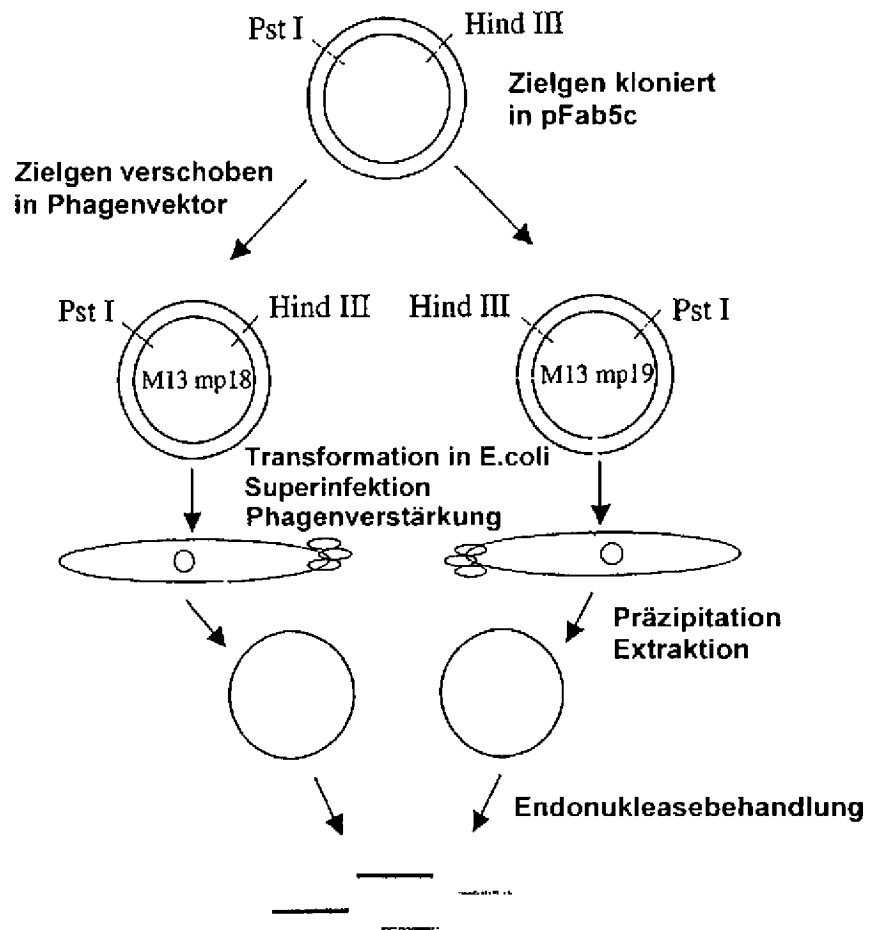 Pst I
Hind III
Zielgen kloniert
in pFab5c
Zielgen verschoben
in Phagenvektor
Pst I
Hind III
Hind III
Pst I
M13 mp18
M13 mp19
Transformation in E.coli
Superinfektion
Phagenverstärkung
Präzipitation
Extraktion
Endonukleasebehandlung